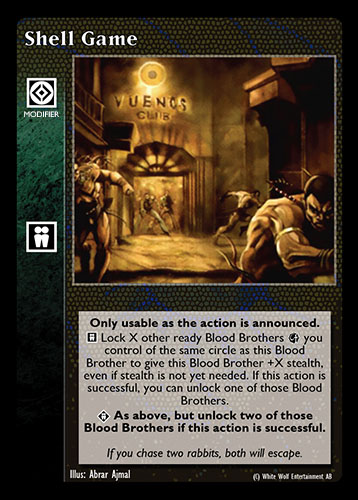 Shell Game
MODIFIER
VUENOS
CLUB
Only usable as the action is announced.
Lock X other ready Blood Brothers you
control of the same circle as this Blood
Brother to give this Blood Brother +X stealth,
even if stealth is not yet needed. If this action is
successful, you can unlock one of those Blood
Brothers.
As above, but unlock two of those
Blood Brothers if this action is successful.
If you chase two rabbits, both will escape.
Illus: Abrar Ajmal
(C) White Wolf Entertainment AB